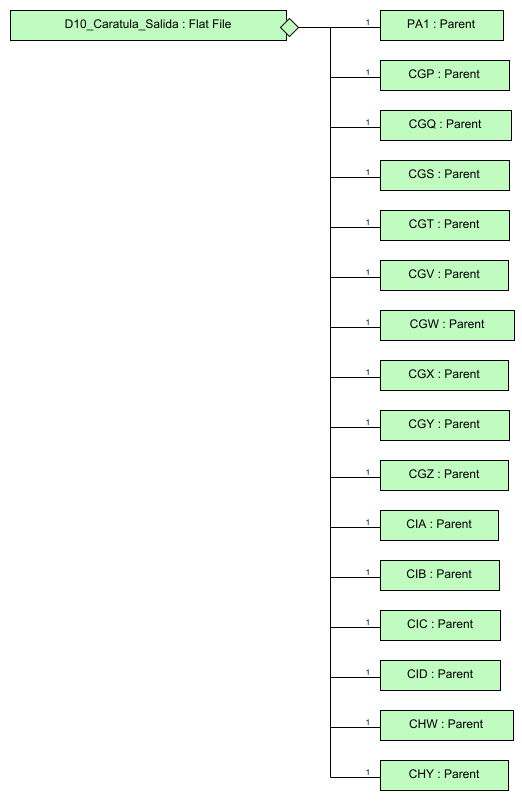 D10_Caratula_Salida : Flat File
1
PA1 : Parent
1
CGP : Parent
1
CGQ : Parent
1
CGS : Parent
1
CGT : Parent
1
CGV : Parent
1
CGW : Parent
1
CGX : Parent
1
CGY : Parent
1
CGZ : Parent
1
CIA : Parent
1
CIB : Parent
1
CIC : Parent
1
CID : Parent
1
CHW : Parent
1
CHY : Parent